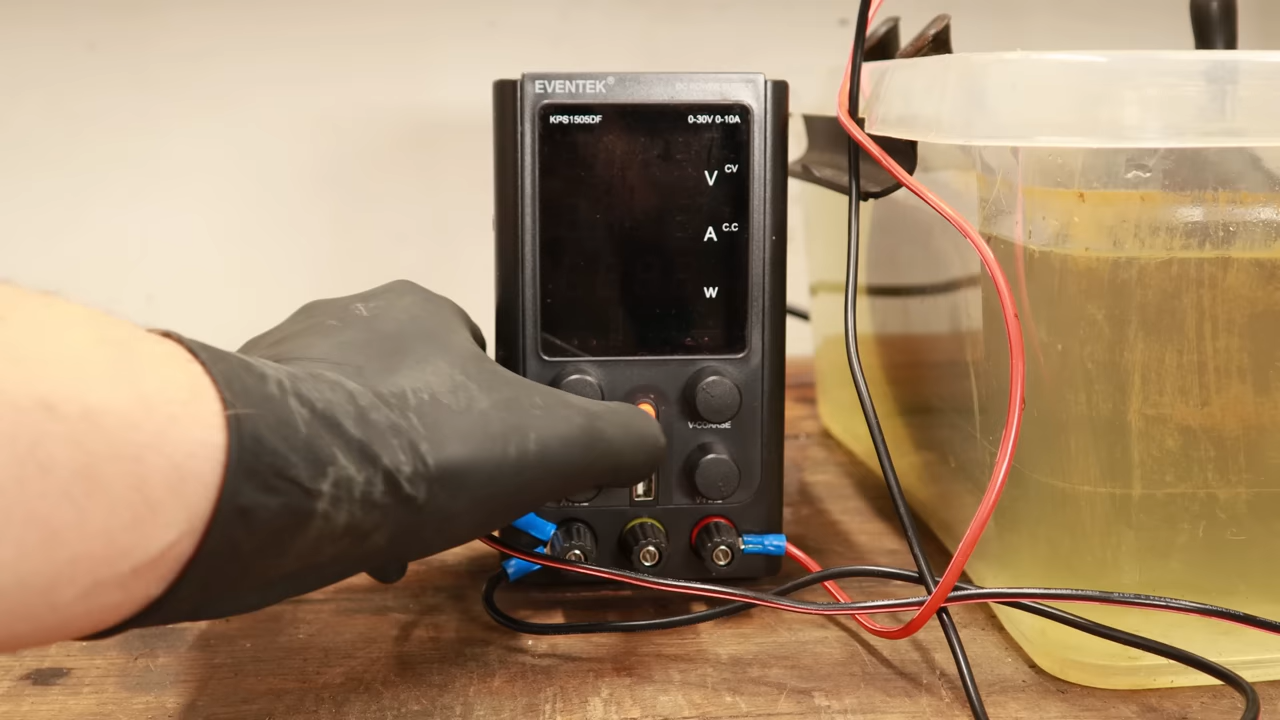 EVENTEK®
KPS1505DF 0-30V 0-10A
V CV
A C.C
W
V-COARSE